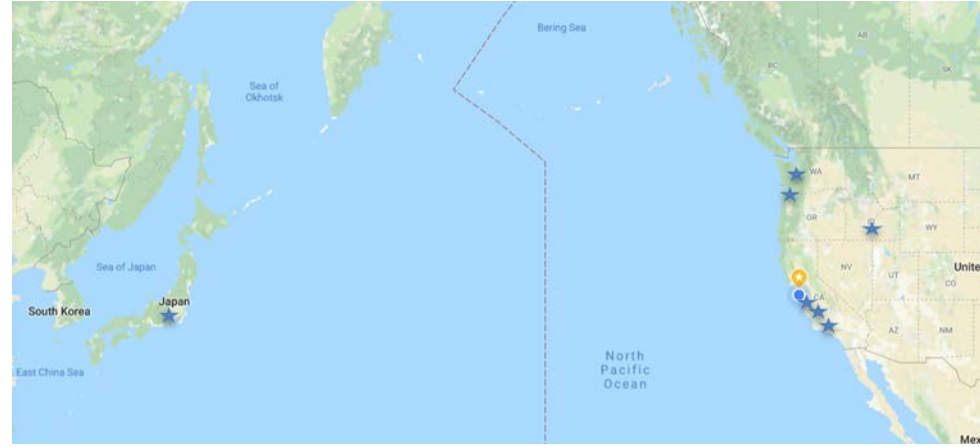 Bering Sea
AB
BC
SK
Sea of
Okhotsk
WA
MT
OR
ID
WY
Sea of Japan
NV
UT
Unite
CO
Japan
CA
South Korea
AZ
NM
East China Sea
North
Pacific
Ocean
Mex